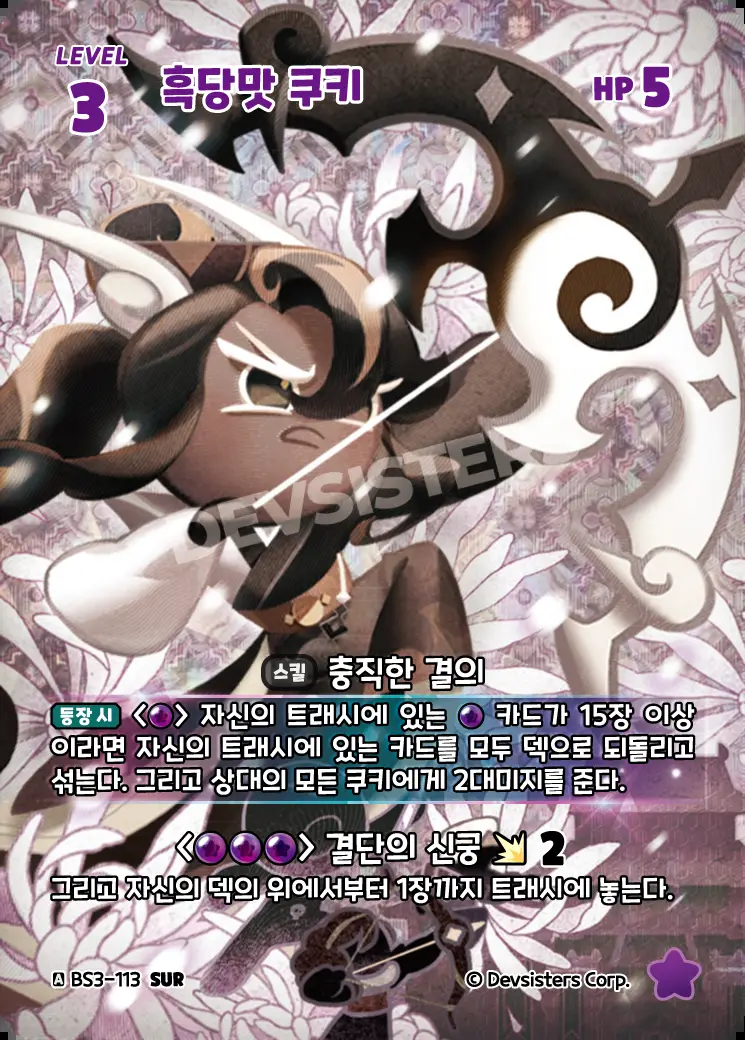 LEVEL
3
흑당맛 쿠키
HP 5
DEVSISTERS
스킬 충직한 결의
등장 시 < > 자신의 트래시에 있는 카드가 15장 이상
이라면 자신의 트래시에 있는 카드를 모두 덱으로 되돌리고
섞는다. 그리고 상대의 모든 쿠키에게 2대미지를 준다.
< > 결단의 신궁 2
그리고 자신의 덱의 위에서부터 1장까지 트래시에 놓는다.
A BS3-113 SUR
© Devsisters Corp.